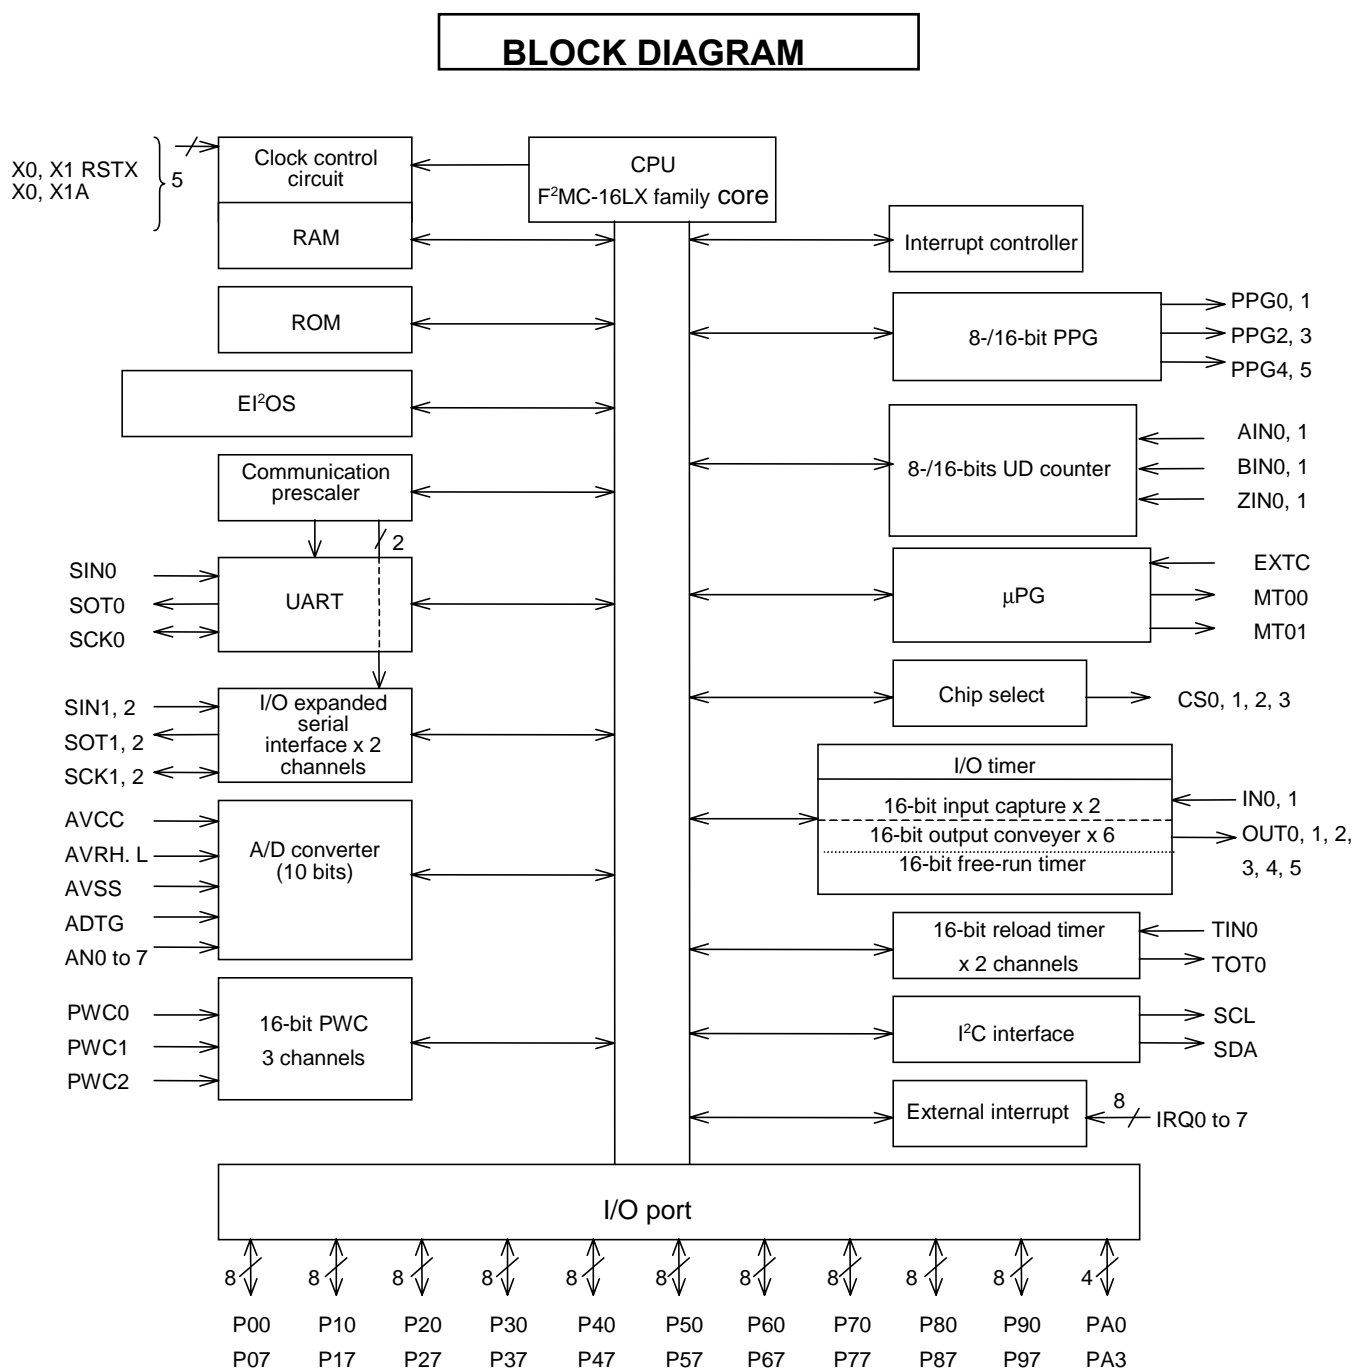 BLOCK DIAGRAM
X0, X1 RSTX
X0, X1A
5
Clock control
circuit
CPU
F²MC-16LX family core
RAM
Interrupt controller
ROM
8-/16-bit PPG
PPG0, 1
PPG2, 3
PPG4, 5
EI²OS
8-/16-bits UD counter
AIN0, 1
BIN0, 1
ZIN0, 1
Communication
prescaler
2
SIN0
SOT0
SCK0
UART
µPG
EXTC
MT00
MT01
SIN1, 2
SOT1, 2
SCK1, 2
I/O expanded
serial
interface x 2
channels
Chip select
CS0, 1, 2, 3
I/O timer
16-bit input capture x 2
16-bit output conveyer x 6
16-bit free-run timer
IN0, 1
OUT0, 1, 2,
3, 4, 5
AVCC
AVRH. L
AVSS
ADTG
AN0 to 7
A/D converter
(10 bits)
16-bit reload timer
x 2 channels
TIN0
TOT0
PWC0
PWC1
PWC2
16-bit PWC
3 channels
I²C interface
SCL
SDA
External interrupt
8
IRQ0 to 7
I/O port
8 8 8 8 8 8 8 8 8 8 4
P00 P10 P20 P30 P40 P50 P60 P70 P80 P90 PA0
P07 P17 P27 P37 P47 P57 P67 P77 P87 P97 PA3